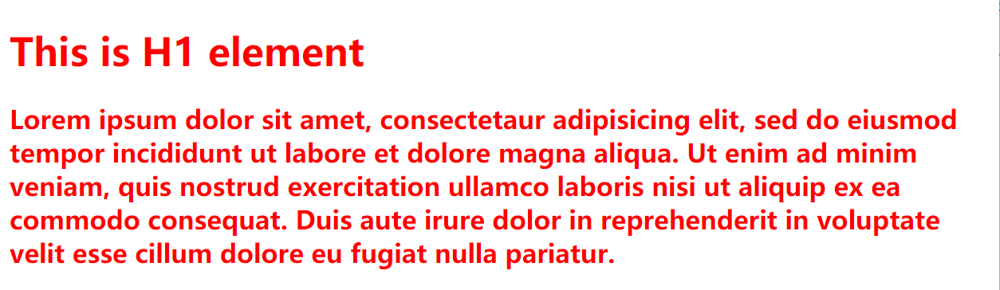 This is H1 element
Lorem ipsum dolor sit amet, consectetaur adipisicing elit, sed do eiusmod
tempor incididunt ut labore et dolore magna aliqua. Ut enim ad minim
veniam, quis nostrud exercitation ullamco laboris nisi ut aliquip ex ea
commodo consequat. Duis aute irure dolor in reprehenderit in voluptate
velit esse cillum dolore eu fugiat nulla pariatur.